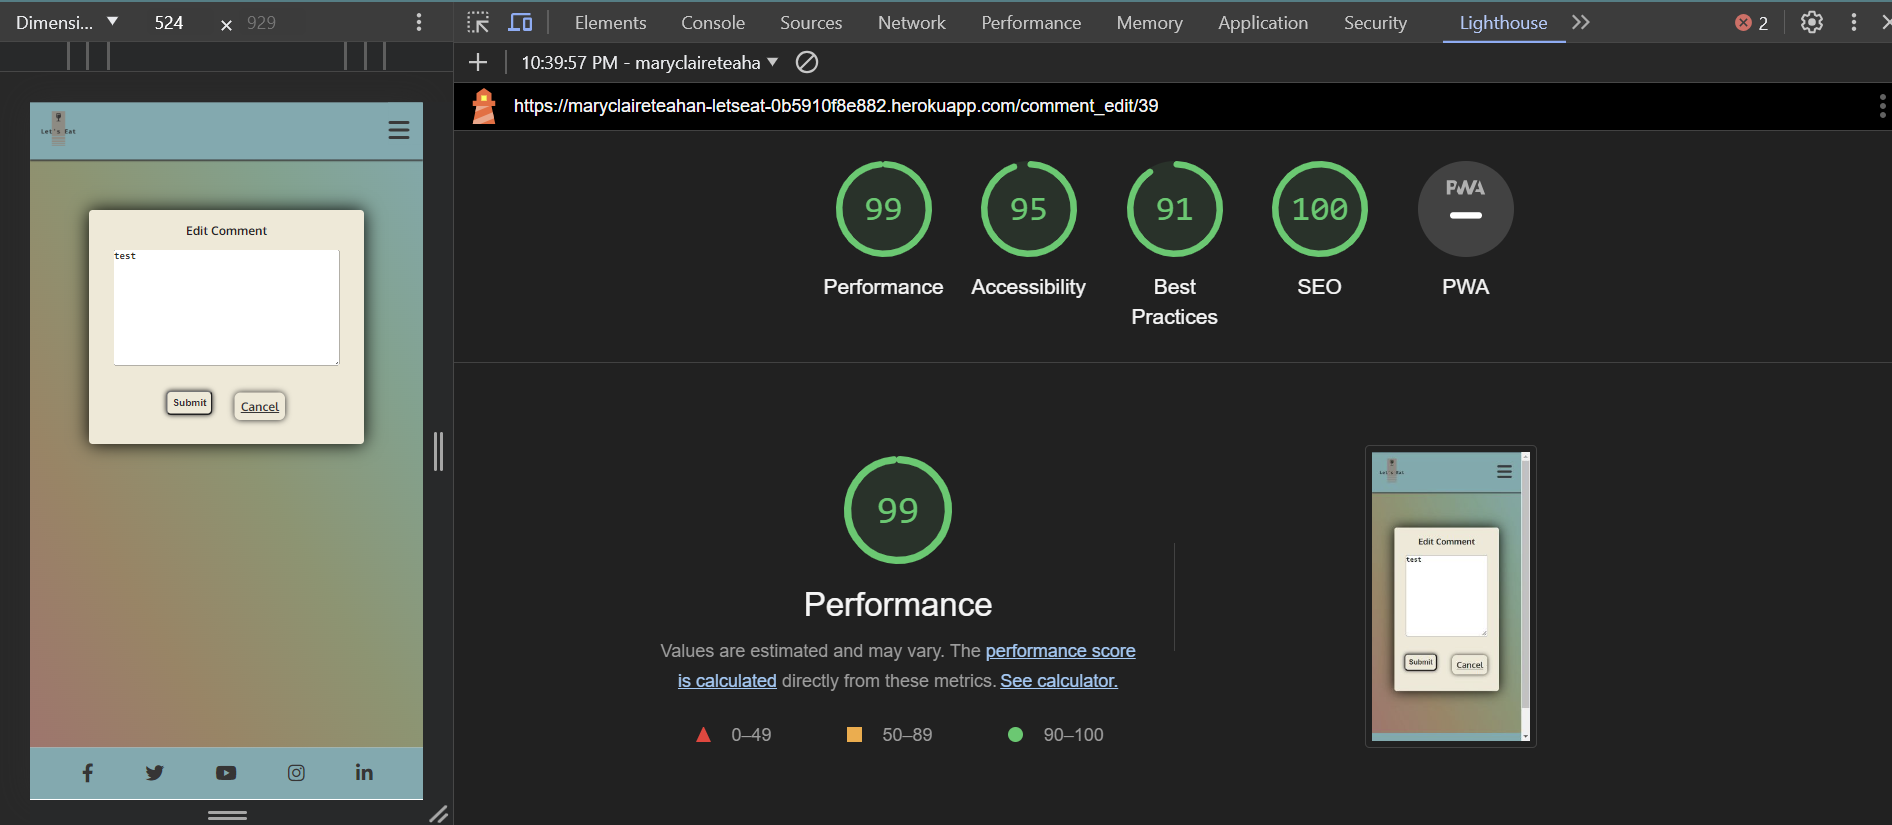 Dimensi... 524 × 929
Elements Console Sources Network Performance Memory Application Security Lighthouse 2
10:39:57 PM - maryclaireteaha
https://maryclaireteahan-letseat-0b5910f8e882.herokuapp.com/comment_edit/39
Let's Eat
Edit Comment
test
Submit Cancel
99 95 91 100 PWA
Performance Accessibility Best Practices SEO PWA
99
Performance
Values are estimated and may vary. The performance score
is calculated directly from these metrics. See calculator.
0–49 50–89 90–100
Let's Eat
Edit Comment
test
Submit Cancel